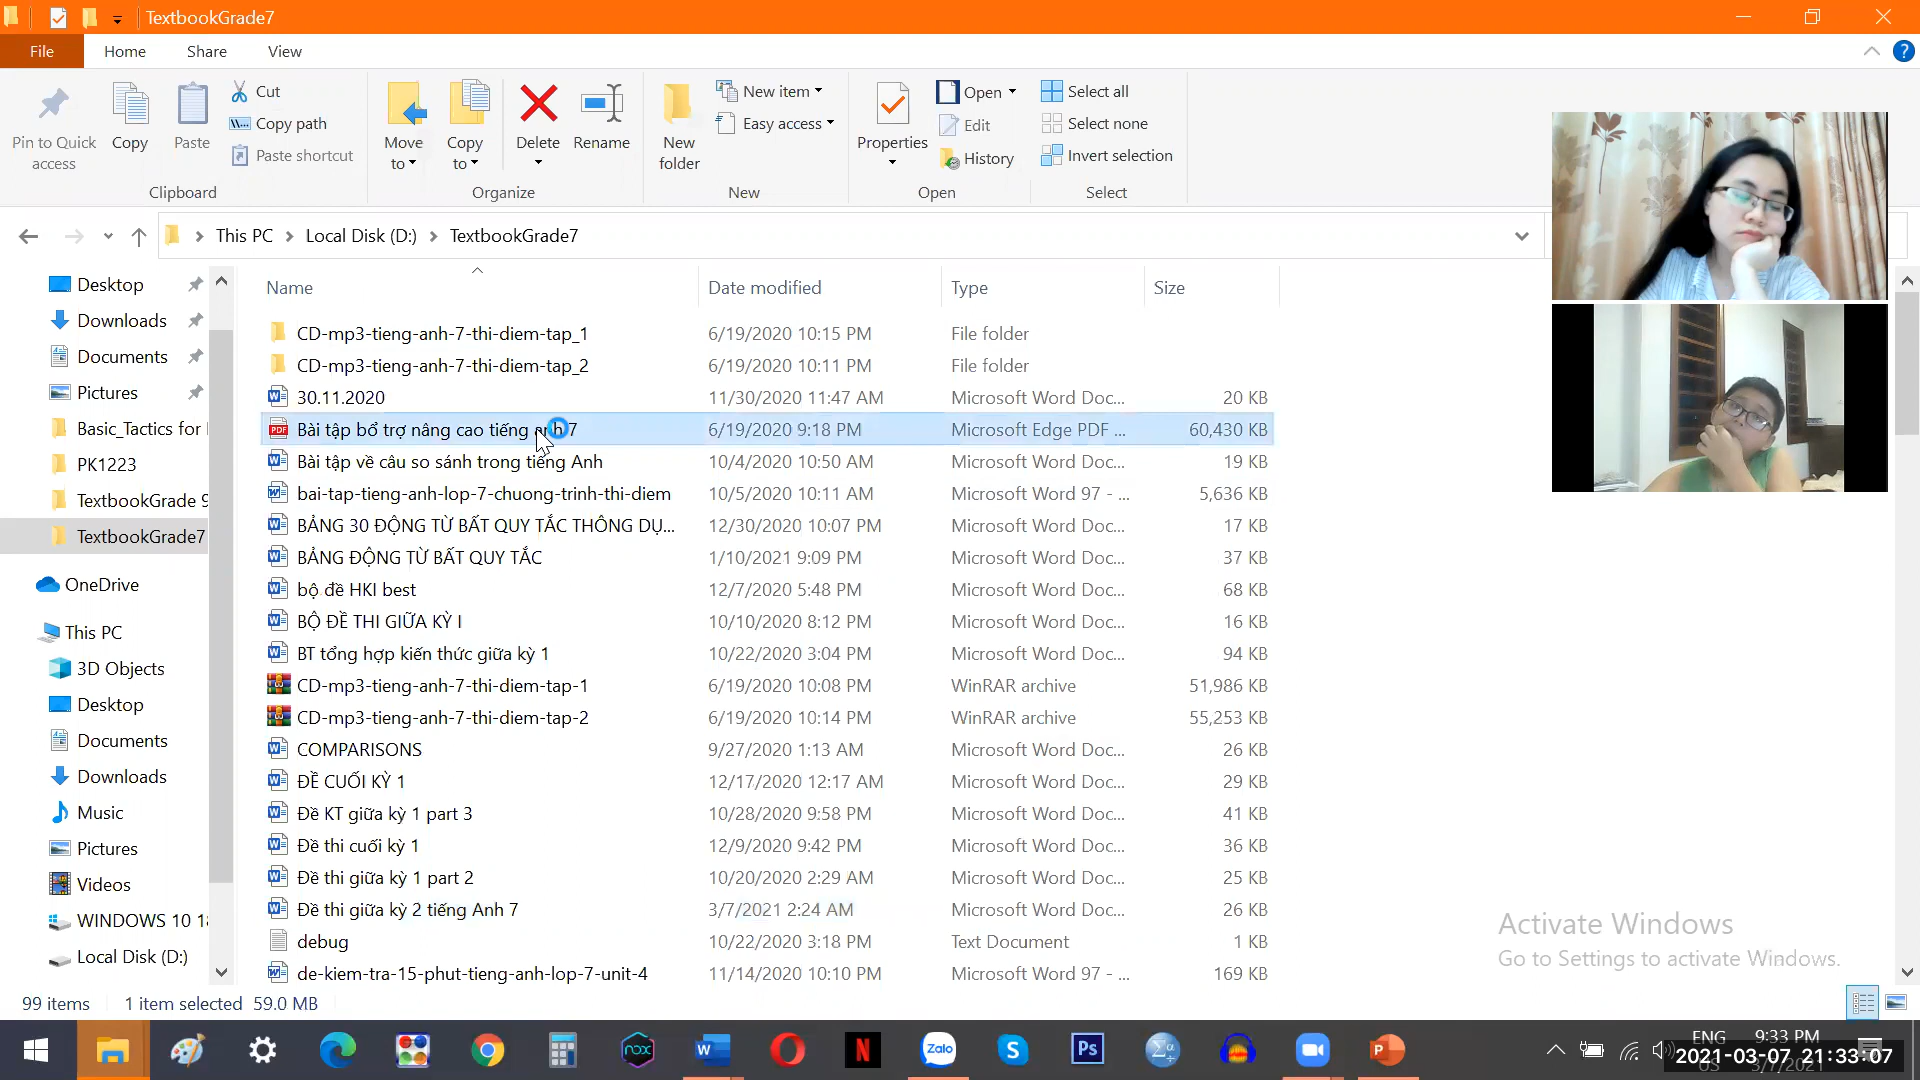 TextbookGrade7
File Home Share View
Pin to Quick access
Copy
Paste
Cut
Copy path
Paste shortcut
Clipboard
Move to
Copy to
Delete
Rename
Organize
New folder
New item
Easy access
New
Properties
Open
Edit
History
Open
Select all
Select none
Invert selection
Select
This PC Local Disk (D:) TextbookGrade7
Desktop
Downloads
Documents
Pictures
Basic_Tactics for
PK1223
TextbookGrade 9
TextbookGrade7
OneDrive
This PC
3D Objects
Desktop
Documents
Downloads
Music
Pictures
Videos
WINDOWS 10 18
Local Disk (D:)
Name Date modified Type Size
CD-mp3-tieng-anh-7-thi-diem-tap_1 6/19/2020 10:15 PM File folder
CD-mp3-tieng-anh-7-thi-diem-tap_2 6/19/2020 10:11 PM File folder
30.11.2020 11/30/2020 11:47 AM Microsoft Word Doc... 20 KB
PDF Bài tập bổ trợ nâng cao tiếng anh 7 6/19/2020 9:18 PM Microsoft Edge PDF ... 60,430 KB
Bài tập về câu so sánh trong tiếng Anh 10/4/2020 10:50 AM Microsoft Word Doc... 19 KB
bai-tap-tieng-anh-lop-7-chuong-trinh-thi-diem 10/5/2020 10:11 AM Microsoft Word 97 - ... 5,636 KB
BẢNG 30 ĐỘNG TỪ BẤT QUY TẮC THÔNG DỤ... 12/30/2020 10:07 PM Microsoft Word Doc... 17 KB
BẢNG ĐỘNG TỪ BẤT QUY TẮC 1/10/2021 9:09 PM Microsoft Word Doc... 37 KB
bộ đề HKI best 12/7/2020 5:48 PM Microsoft Word Doc... 68 KB
BỘ ĐỀ THI GIỮA KỲ I 10/10/2020 8:12 PM Microsoft Word Doc... 16 KB
BT tổng hợp kiến thức giữa kỳ 1 10/22/2020 3:04 PM Microsoft Word Doc... 94 KB
CD-mp3-tieng-anh-7-thi-diem-tap-1 6/19/2020 10:08 PM WinRAR archive 51,986 KB
CD-mp3-tieng-anh-7-thi-diem-tap-2 6/19/2020 10:14 PM WinRAR archive 55,253 KB
COMPARISONS 9/27/2020 1:13 AM Microsoft Word Doc... 26 KB
ĐỀ CUỐI KỲ 1 12/17/2020 12:17 AM Microsoft Word Doc... 29 KB
Đề KT giữa kỳ 1 part 3 10/28/2020 9:58 PM Microsoft Word Doc... 41 KB
Đề thi cuối kỳ 1 12/9/2020 9:42 PM Microsoft Word Doc... 36 KB
Đề thi giữa kỳ 1 part 2 10/20/2020 2:29 AM Microsoft Word Doc... 25 KB
Đề thi giữa kỳ 2 tiếng Anh 7 3/7/2021 2:24 AM Microsoft Word Doc... 26 KB
debug 10/22/2020 3:18 PM Text Document 1 KB
de-kiem-tra-15-phut-tieng-anh-lop-7-unit-4 11/14/2020 10:10 PM Microsoft Word 97 - ... 169 KB
Activate Windows
Go to Settings to activate Windows.
99 items 1 item selected 59.0 MB
nox
W
N
Zalo
S
Ps
Σα
P
ENG 9:33 PM
2021-03-07 21:33:07